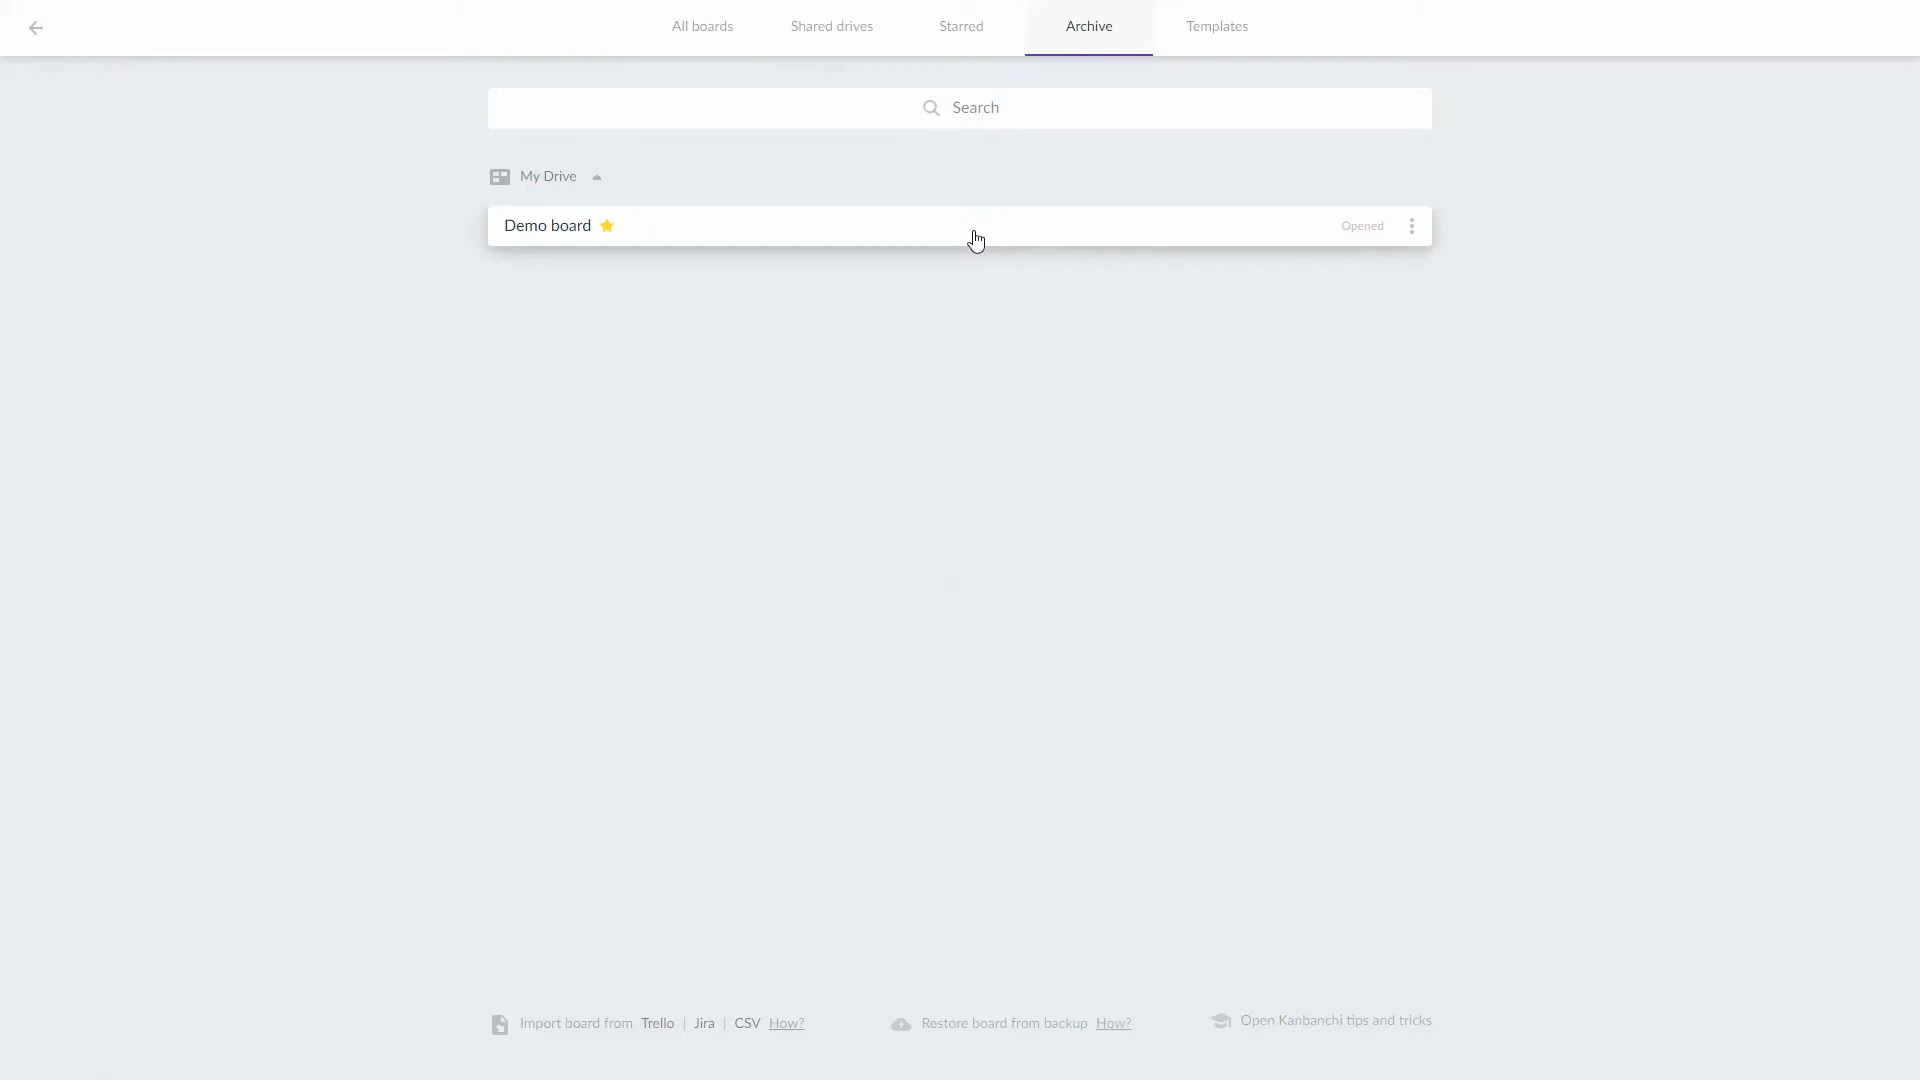 All boards
Shared drives
Starred
Archive
Templates
Search
My Drive
Demo board
Opened
Import board from Trello | Jira | CSV How?
Restore board from backup How?
Open Kanbanchi tips and tricks